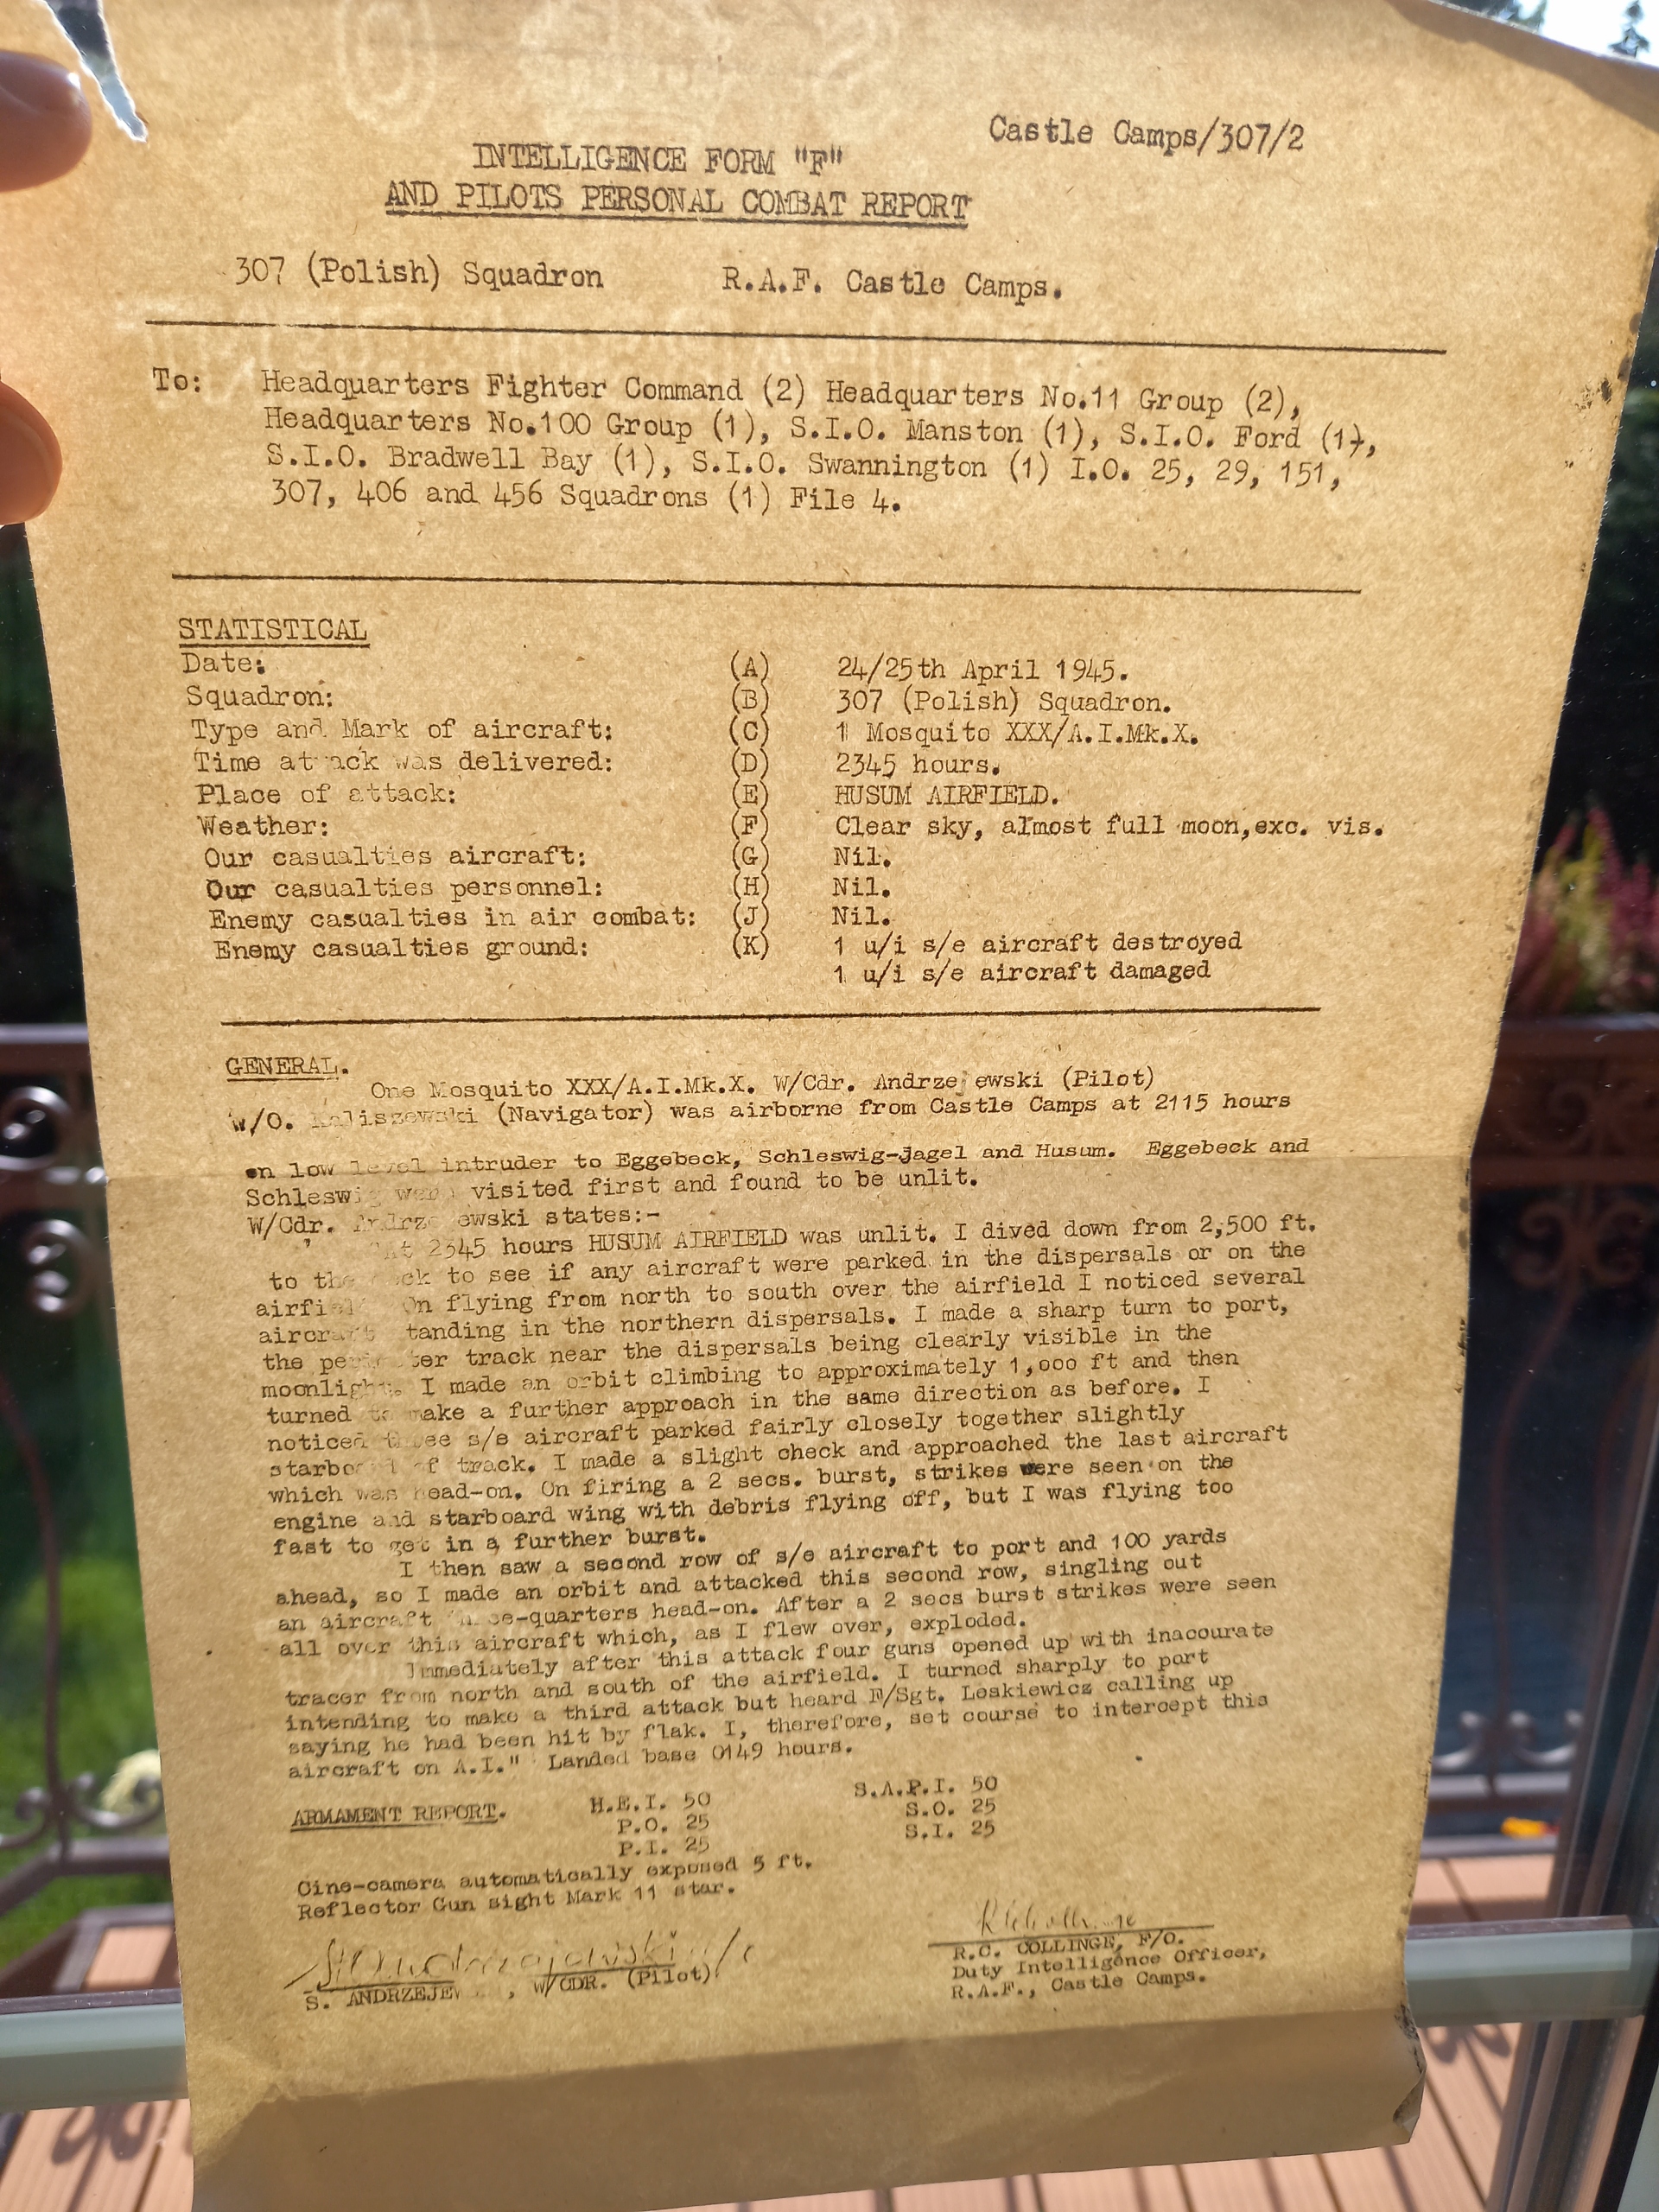 Castle Camps/307/2
INTELLIGENCE FORM "F"
AND PILOTS PERSONAL COMBAT REPORT
307 (Polish) Squadron R.A.F. Castle Camps.
To: Headquarters Fighter Command (2) Headquarters No.11 Group (2),
Headquarters No.100 Group (1), S.I.O. Manston (1), S.I.O. Ford (1),
S.I.O. Bradwell Bay (1), S.I.O. Swannington (1) I.O. 25, 29, 151,
307, 406 and 456 Squadrons (1) File 4.
STATISTICAL
Date: (A) 24/25th April 1945.
Squadron: (B) 307 (Polish) Squadron.
Type and Mark of aircraft: (C) 1 Mosquito XXX/A.I.Mk.X.
Time attack was delivered: (D) 2345 hours.
Place of attack: (E) HUSUM AIRFIELD.
Weather: (F) Clear sky, almost full moon,exc. vis.
Our casualties aircraft: (G) Nil.
Our casualties personnel: (H) Nil.
Enemy casualties in air combat: (J) Nil.
Enemy casualties ground: (K) 1 u/i s/e aircraft destroyed
1 u/i s/e aircraft damaged
GENERAL.
One Mosquito XXX/A.I.Mk.X. W/Cdr. Andrzejewski (Pilot)
W/O. Kaliszewski (Navigator) was airborne from Castle Camps at 2115 hours
on low level intruder to Eggebeck, Schleswig-Jagel and Husum. Eggebeck and
Schleswig were visited first and found to be unlit.
W/Cdr. Andrzejewski states:-
"At 2345 hours HUSUM AIRFIELD was unlit. I dived down from 2,500 ft.
to the deck to see if any aircraft were parked in the dispersals or on the
airfield. On flying from north to south over the airfield I noticed several
aircraft standing in the northern dispersals. I made a sharp turn to port,
the perimeter track near the dispersals being clearly visible in the
moonlight. I made an orbit climbing to approximately 1,000 ft and then
turned to make a further approach in the same direction as before. I
noticed three s/e aircraft parked fairly closely together slightly
starboard of track. I made a slight check and approached the last aircraft
which was head-on. On firing a 2 secs. burst, strikes were seen on the
engine and starboard wing with debris flying off, but I was flying too
fast to get in a further burst.
I then saw a second row of s/e aircraft to port and 100 yards
ahead, so I made an orbit and attacked this second row, singling out
an aircraft three-quarters head-on. After a 2 secs burst strikes were seen
all over this aircraft which, as I flew over, exploded.
Immediately after this attack four guns opened up with inaccurate
tracer from north and south of the airfield. I turned sharply to port
intending to make a third attack but heard F/Sgt. Leskiewicz calling up
saying he had been hit by flak. I, therefore, set course to intercept this
aircraft on A.I." Landed base 0149 hours.
ARMAMENT REPORT. H.E.I. 50 S.A.P.I. 50
P.O. 25 S.O. 25
P.I. 25 S.I. 25
Cine-camera automatically exposed 5 ft.
Reflector Gun sight Mark 11 star.
S. ANDRZEJEW , W/CDR. (Pilot)
R.C. COLLINGE, F/O.
Duty Intelligence Officer,
R.A.F., Castle Camps.